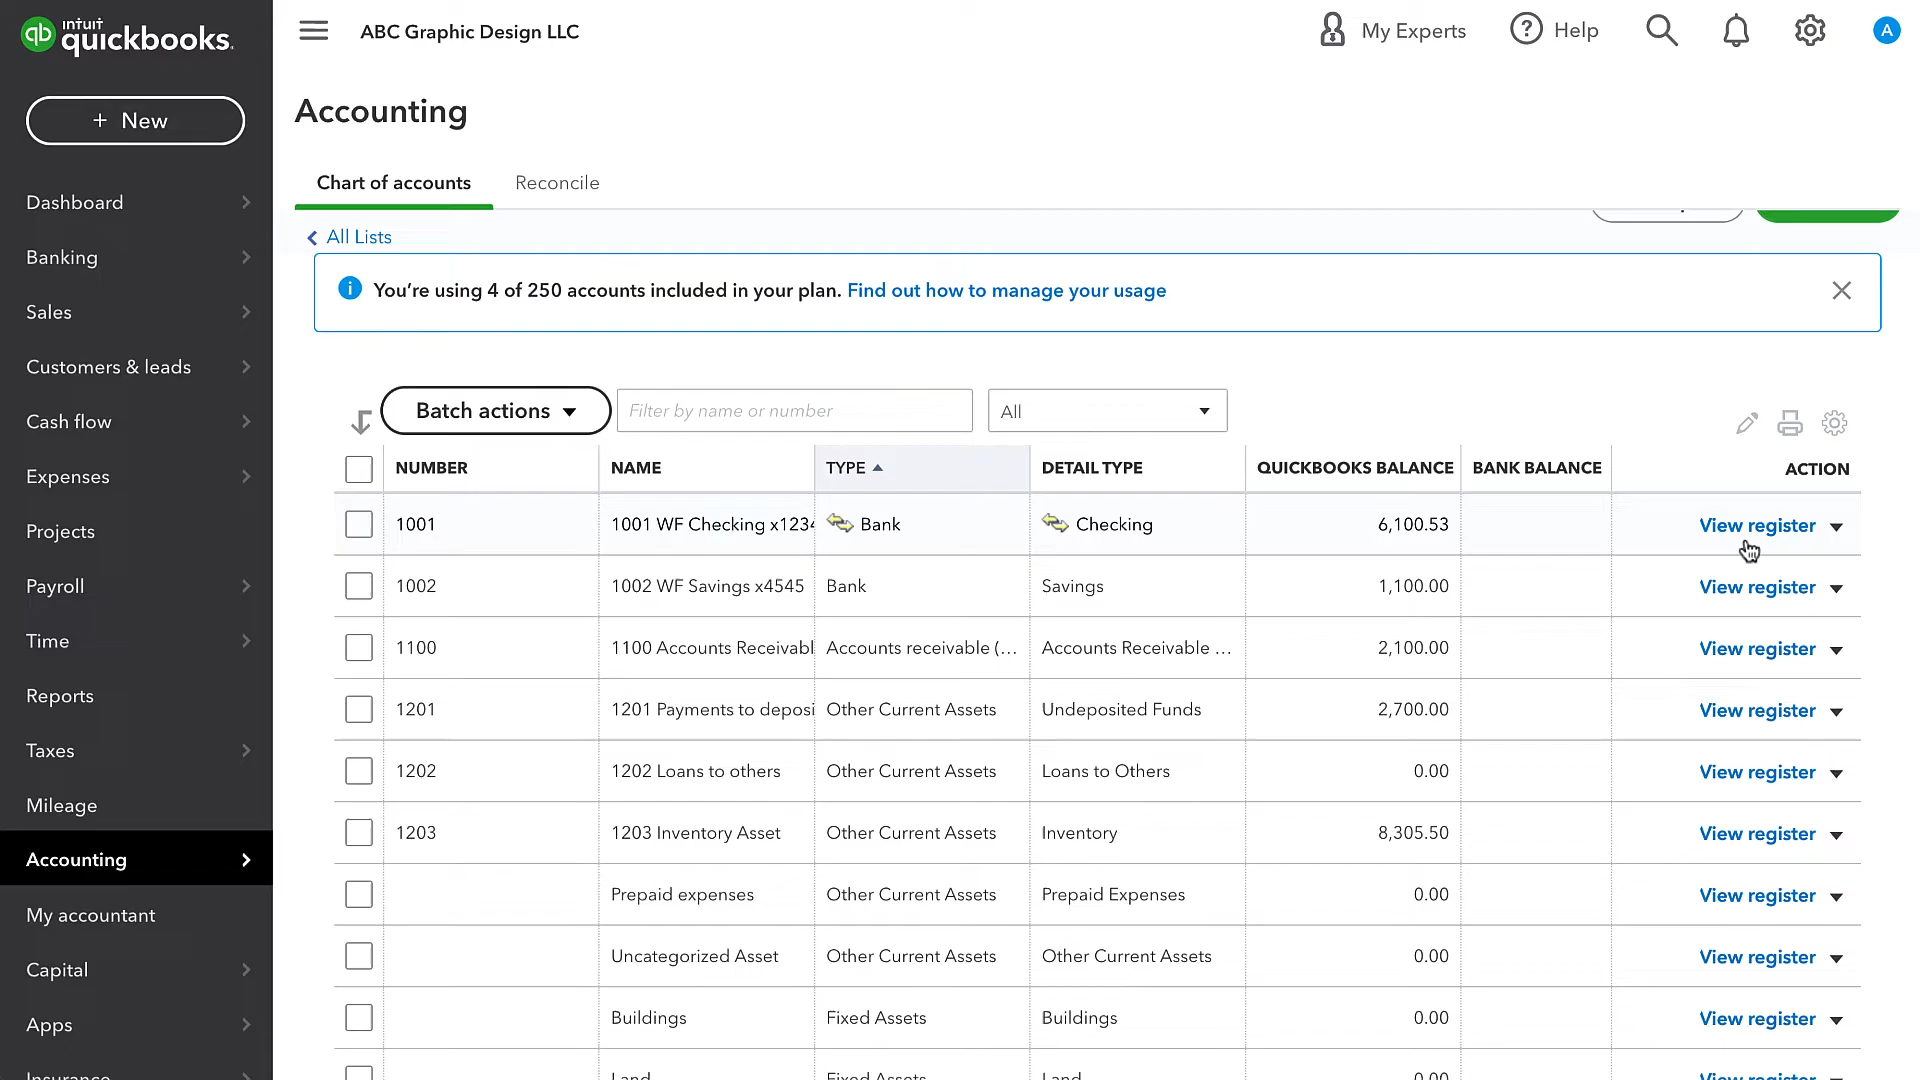 intuit
quickbooks.
ABC Graphic Design LLC
My Experts
Help
A
+ New
Dashboard
Banking
Sales
Customers & leads
Cash flow
Expenses
Projects
Payroll
Time
Reports
Taxes
Mileage
Accounting
My accountant
Capital
Apps
Insurance
Accounting
Chart of accounts Reconcile
All Lists
You're using 4 of 250 accounts included in your plan. Find out how to manage your usage
Batch actions Filter by name or number All
NUMBER NAME TYPE DETAIL TYPE QUICKBOOKS BALANCE BANK BALANCE ACTION
1001 1001 WF Checking x1234 Bank Checking 6,100.53 View register
1002 1002 WF Savings x4545 Bank Savings 1,100.00 View register
1100 1100 Accounts Receivabl Accounts receivable (... Accounts Receivable ... 2,100.00 View register
1201 1201 Payments to deposi Other Current Assets Undeposited Funds 2,700.00 View register
1202 1202 Loans to others Other Current Assets Loans to Others 0.00 View register
1203 1203 Inventory Asset Other Current Assets Inventory 8,305.50 View register
Prepaid expenses Other Current Assets Prepaid Expenses 0.00 View register
Uncategorized Asset Other Current Assets Other Current Assets 0.00 View register
Buildings Fixed Assets Buildings 0.00 View register
Land Fixed Assets Land 0.00 View register